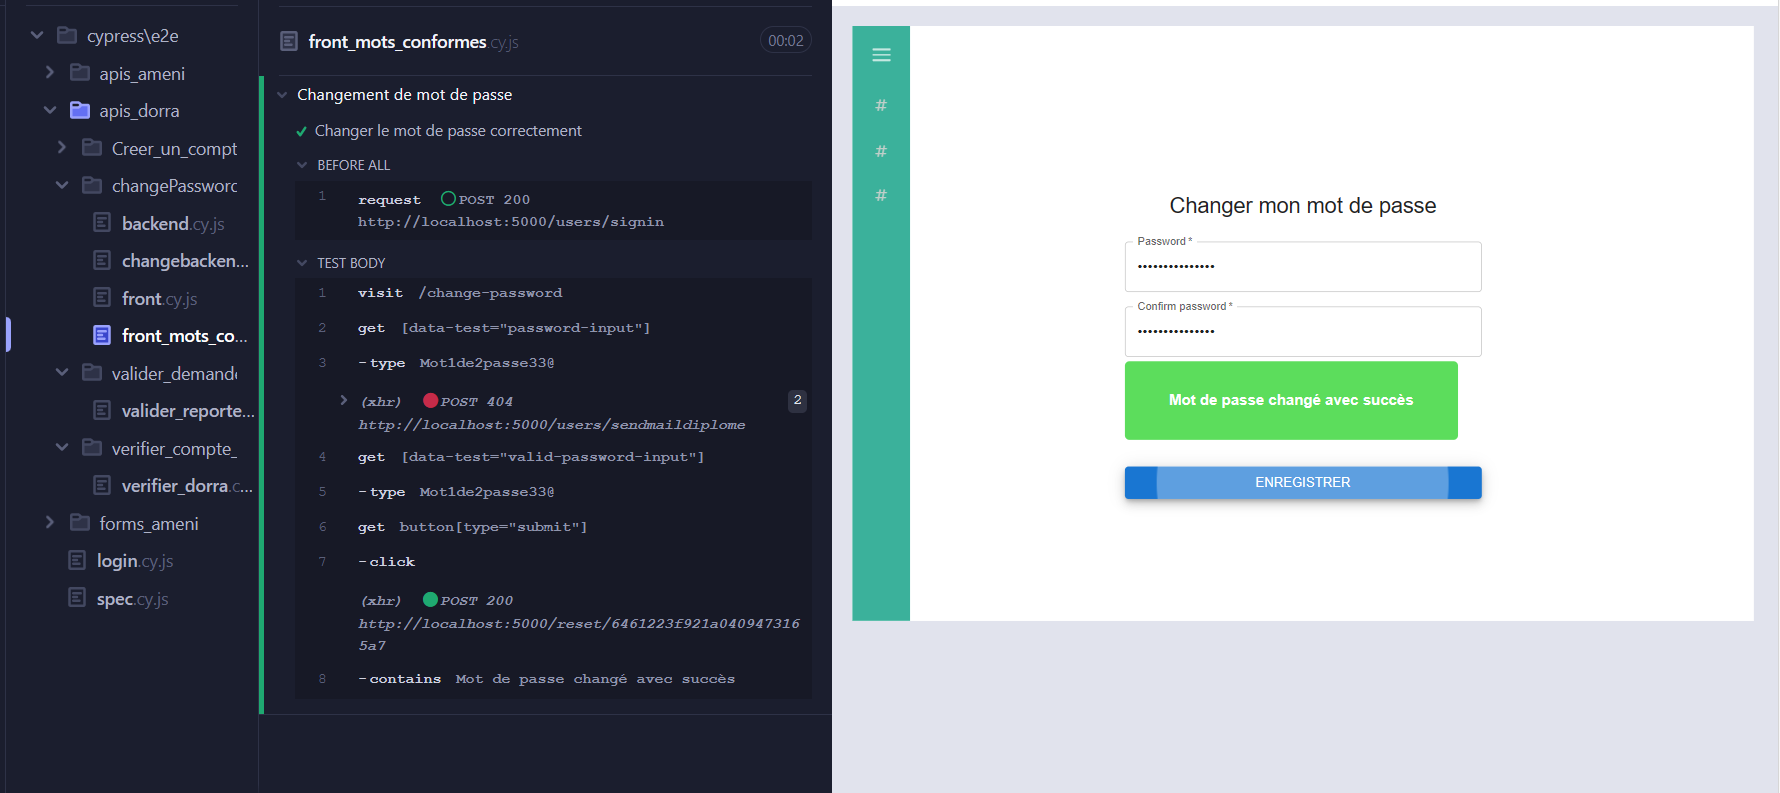 cypress\e2e
apis_ameni
apis_dorra
Creer_un_compt
changePassword
backend.cy.js
changebacken...
front.cy.js
front_mots_co...
valider_demande
valider_reporte...
verifier_compte_
verifier_dorra.c...
forms_ameni
login.cy.js
spec.cy.js
front_mots_conformes.cy.js 00:02
Changement de mot de passe
Changer le mot de passe correctement
BEFORE ALL
1 request POST 200
http://localhost:5000/users/signin
TEST BODY
1 visit /change-password
2 get [data-test="password-input"]
3 -type Mot1de2passe33@
(xhr) POST 404 2
http://localhost:5000/users/sendmaildiplome
4 get [data-test="valid-password-input"]
5 -type Mot1de2passe33@
6 get button[type="submit"]
7 -click
(xhr) POST 200
http://localhost:5000/reset/6461223f921a040947316
5a7
8 -contains Mot de passe changé avec succès
#
#
#
Changer mon mot de passe
Password *
•••••••••••••••
Confirm password *
•••••••••••••••
Mot de passe changé avec succès
ENREGISTRER